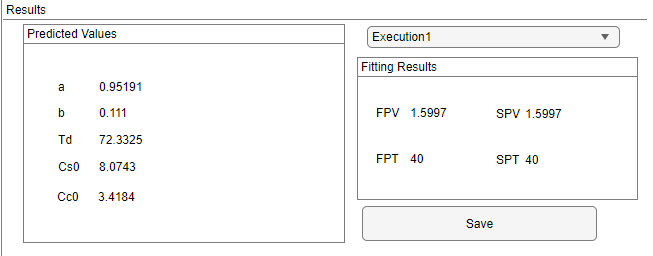 Results
Predicted Values
a 0.95191
b 0.111
Td 72.3325
Cs0 8.0743
Cc0 3.4184
Execution1
Fitting Results
FPV 1.5997 SPV 1.5997
FPT 40 SPT 40
Save